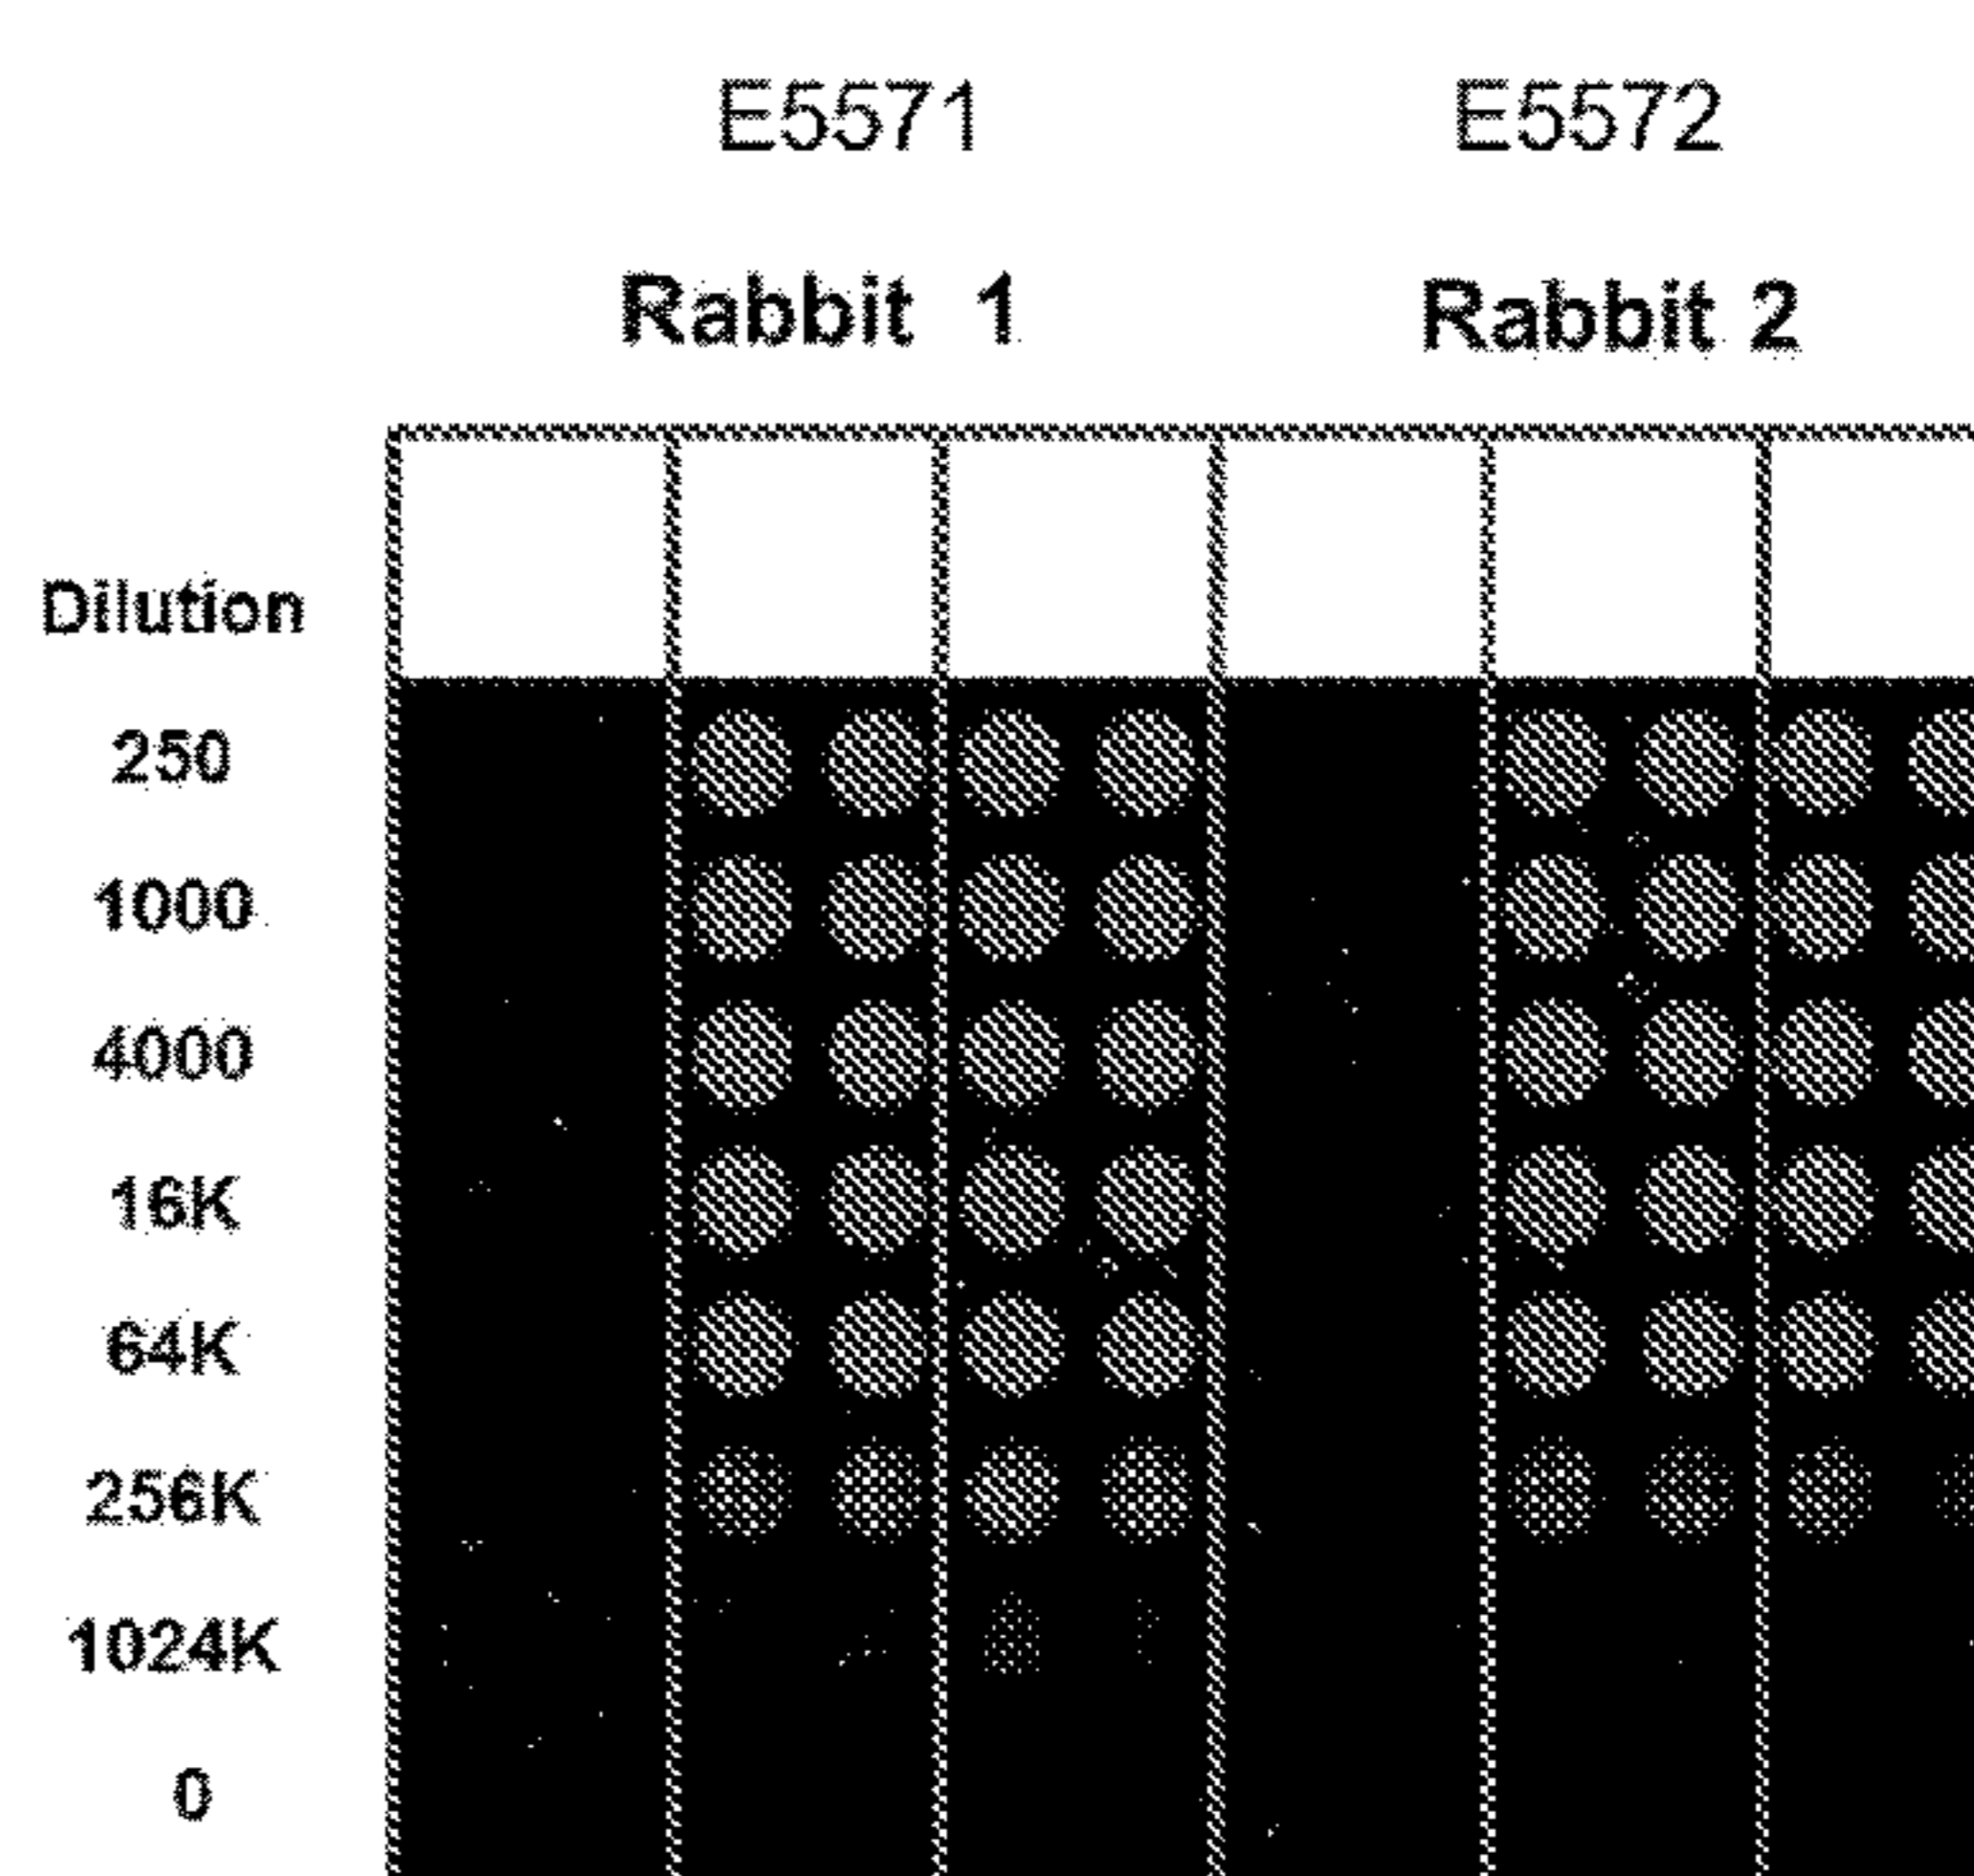 E5571 E5572
Rabbit 1 Rabbit 2
Dilution
250
1000
4000
16K
64K
256K
1024K
0